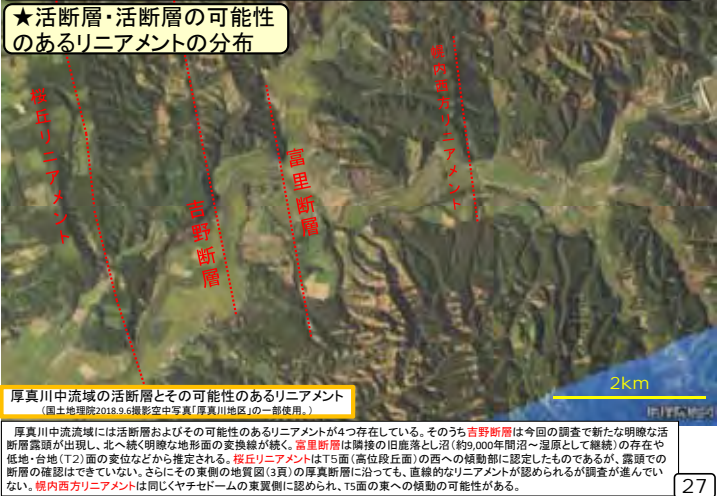 ★活断層・活断層の可能性
のあるリニアメントの分布
桜丘リニアメント
吉野断層
富里断層
幌内西方リニアメント
2km
厚真川中流域の活断層とその可能性のあるリニアメント
(国土地理院2018.9.6撮影空中写真「厚真川地区」の一部使用。)
厚真川中流流域には活断層およびその可能性のあるリニアメントが4つ存在している。そのうち吉野断層は今回の調査で新たな明瞭な活
断層露頭が出現し、北へ続く明瞭な地形面の変換線が続く。富里断層は隣接の旧鹿落とし沼(約9,000年間沼~湿原として継続)の存在や
低地・台地(T2)面の変位などから推定される。桜丘リニアメントはT5面(高位段丘面)の西への傾動部に認定したものであるが、露頭での
断層の確認はできていない。さらにその東側の地質図(3頁)の厚真断層に沿っても、直線的なリニアメントが認められるが調査が進んでい
ない。幌内西方リニアメントは同じくヤチセドームの東翼側に認められ、T5面の東への傾動の可能性がある。
27